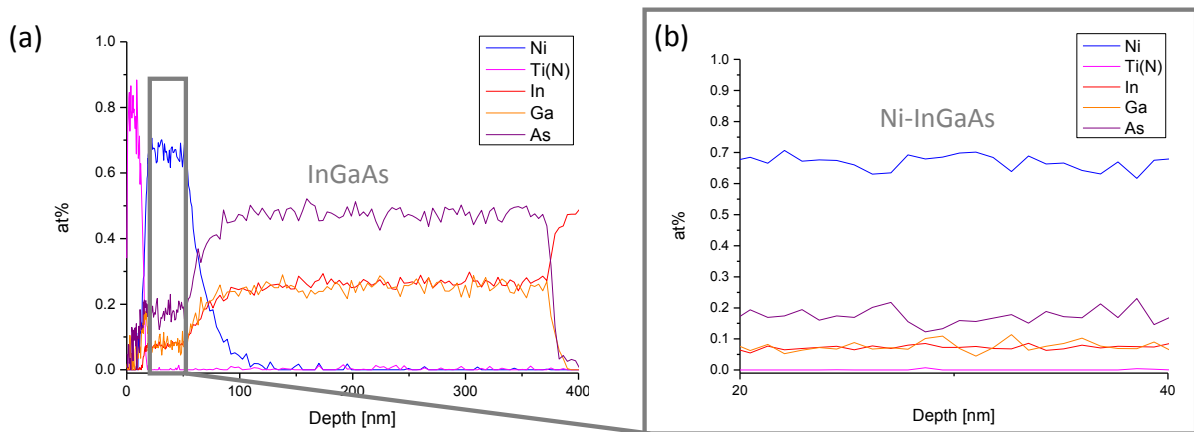 (a)
1.0
0.8
0.6
0.4
0.2
0.0
at%
0
100
200
300
400
Depth [nm]
Ni
Ti(N)
In
Ga
As
InGaAs
(b)
1.0
0.9
0.8
0.7
0.6
0.5
0.4
0.3
0.2
0.1
0.0
at%
20
40
Depth [nm]
Ni
Ti(N)
In
Ga
As
Ni-InGaAs